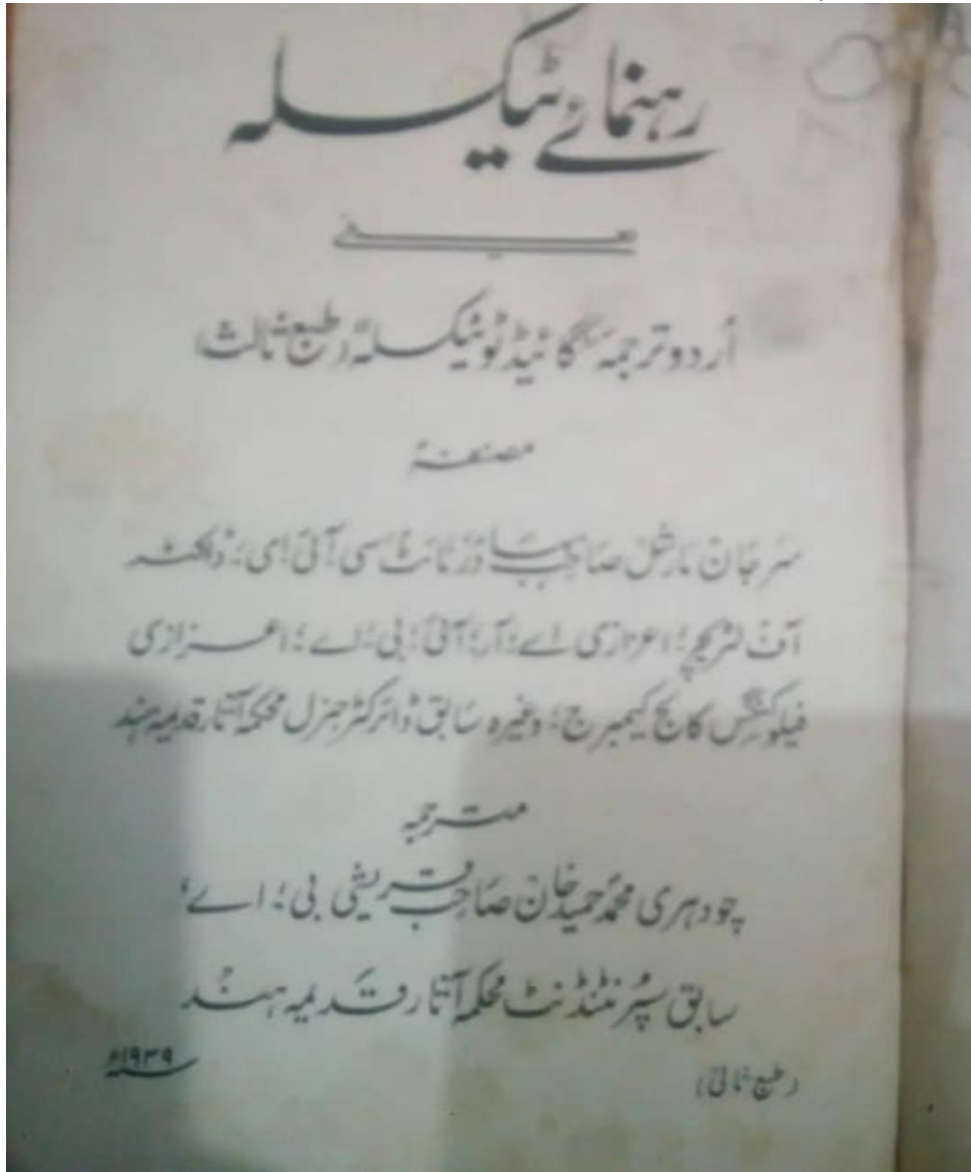 رہنمائے ٹیکسلہ
یعنی
اُردو ترجمہ گائیڈ ٹو ٹیکسلہ (طبع ثالث)
مصنفہ
سر جان مارشل صاحب بہادر نائٹ سی آئی ای؛ ڈاکٹر
آف لٹریچر؛ اعزازی اے؛ آر؛ آئی؛ بی؛ اے؛ اعزازی
فیلو کنگس کالج کیمبرج؛ وغیرہ سابق ڈائرکٹر جنرل محکمہ آثار قدیمہ ہند
مترجمہ
چودہری محمد حمید خان صاحب قریشی بی؛ اے؛
سابق سپرنٹنڈنٹ محکمہ آثار قدیمہ ہند
(طبع ثانی) ۱۹۳۹ء